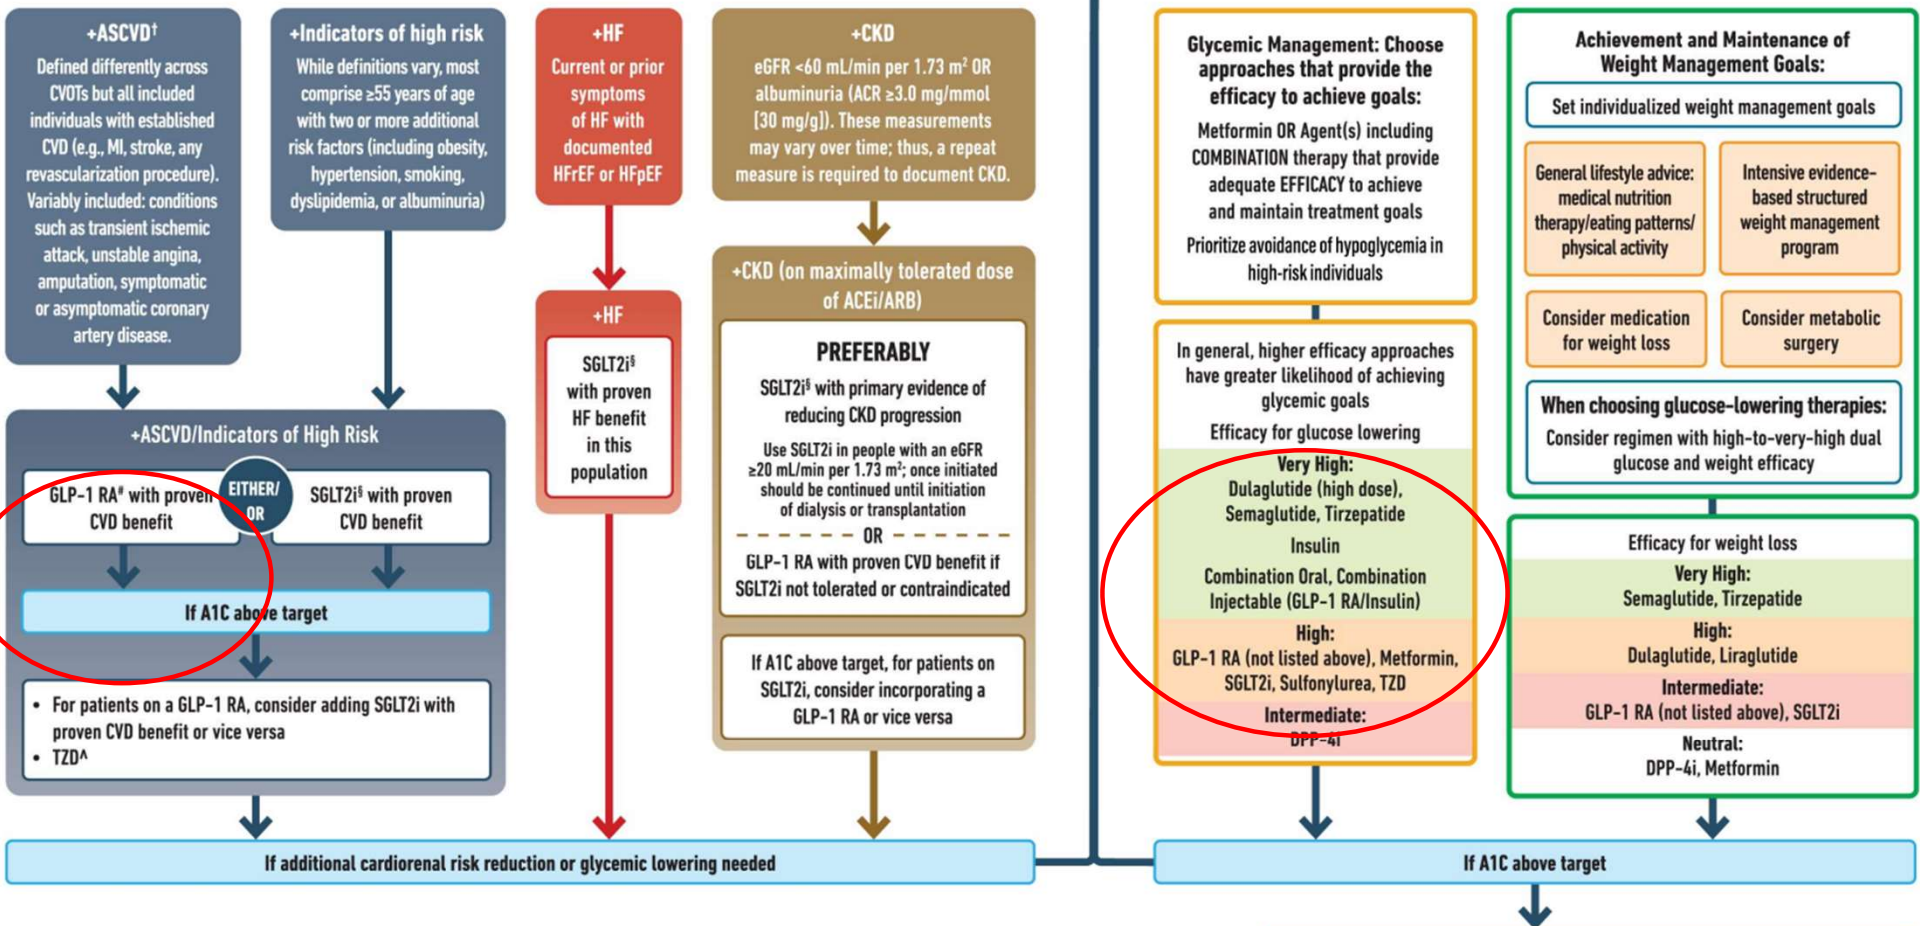 +ASCVD†
Defined differently across
CVOTs but all included
individuals with established
CVD (e.g., MI, stroke, any
revascularization procedure).
Variably included: conditions
such as transient ischemic
attack, unstable angina,
amputation, symptomatic
or asymptomatic coronary
artery disease.
+Indicators of high risk
While definitions vary, most
comprise ≥55 years of age
with two or more additional
risk factors (including obesity,
hypertension, smoking,
dyslipidemia, or albuminuria)
+ASCVD/Indicators of High Risk
GLP-1 RA# with proven
CVD benefit
EITHER/
OR
SGLT2i§ with proven
CVD benefit
If A1C above target
• For patients on a GLP-1 RA, consider adding SGLT2i with
proven CVD benefit or vice versa
• TZD^
+HF
Current or prior
symptoms
of HF with
documented
HFrEF or HFpEF
+HF
SGLT2i§
with proven
HF benefit
in this
population
+CKD
eGFR <60 mL/min per 1.73 m² OR
albuminuria (ACR ≥3.0 mg/mmol
[30 mg/g]). These measurements
may vary over time; thus, a repeat
measure is required to document CKD.
+CKD (on maximally tolerated dose
of ACEi/ARB)
PREFERABLY
SGLT2i§ with primary evidence of
reducing CKD progression
Use SGLT2i in people with an eGFR
≥20 mL/min per 1.73 m²; once initiated
should be continued until initiation
of dialysis or transplantation
OR
GLP-1 RA with proven CVD benefit if
SGLT2i not tolerated or contraindicated
If A1C above target, for patients on
SGLT2i, consider incorporating a
GLP-1 RA or vice versa
If additional cardiorenal risk reduction or glycemic lowering needed
Glycemic Management: Choose
approaches that provide the
efficacy to achieve goals:
Metformin OR Agent(s) including
COMBINATION therapy that provide
adequate EFFICACY to achieve
and maintain treatment goals
Prioritize avoidance of hypoglycemia in
high-risk individuals
In general, higher efficacy approaches
have greater likelihood of achieving
glycemic goals
Efficacy for glucose lowering
Very High:
Dulaglutide (high dose),
Semaglutide, Tirzepatide
Insulin
Combination Oral, Combination
Injectable (GLP-1 RA/Insulin)
High:
GLP-1 RA (not listed above), Metformin,
SGLT2i, Sulfonylurea, TZD
Intermediate:
DPP-4i
Achievement and Maintenance of
Weight Management Goals:
Set individualized weight management goals
General lifestyle advice:
medical nutrition
therapy/eating patterns/
physical activity
Intensive evidence-
based structured
weight management
program
Consider medication
for weight loss
Consider metabolic
surgery
When choosing glucose-lowering therapies:
Consider regimen with high-to-very-high dual
glucose and weight efficacy
Efficacy for weight loss
Very High:
Semaglutide, Tirzepatide
High:
Dulaglutide, Liraglutide
Intermediate:
GLP-1 RA (not listed above), SGLT2i
Neutral:
DPP-4i, Metformin
If A1C above target